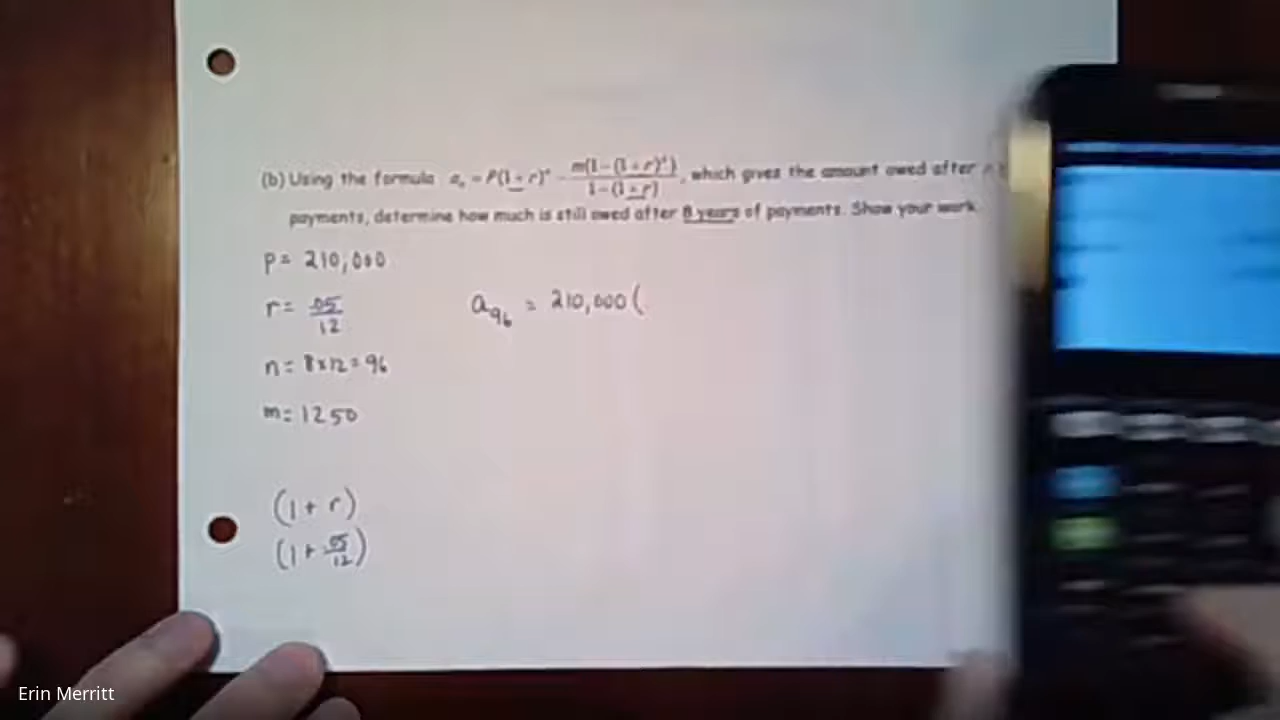 (b) Using the formula aₙ = P(1+r)ⁿ − m(1−(1+r)ⁿ)/1−(1+r), which gives the amount owed after n
payments, determine how much is still owed after 8 years of payments. Show your work.
P = 210,000
r = .05/12
a₉₆ = 210,000 (
n = 8x12 = 96
m = 1250
(1 + r)
(1 + .05/12)
Erin Merritt